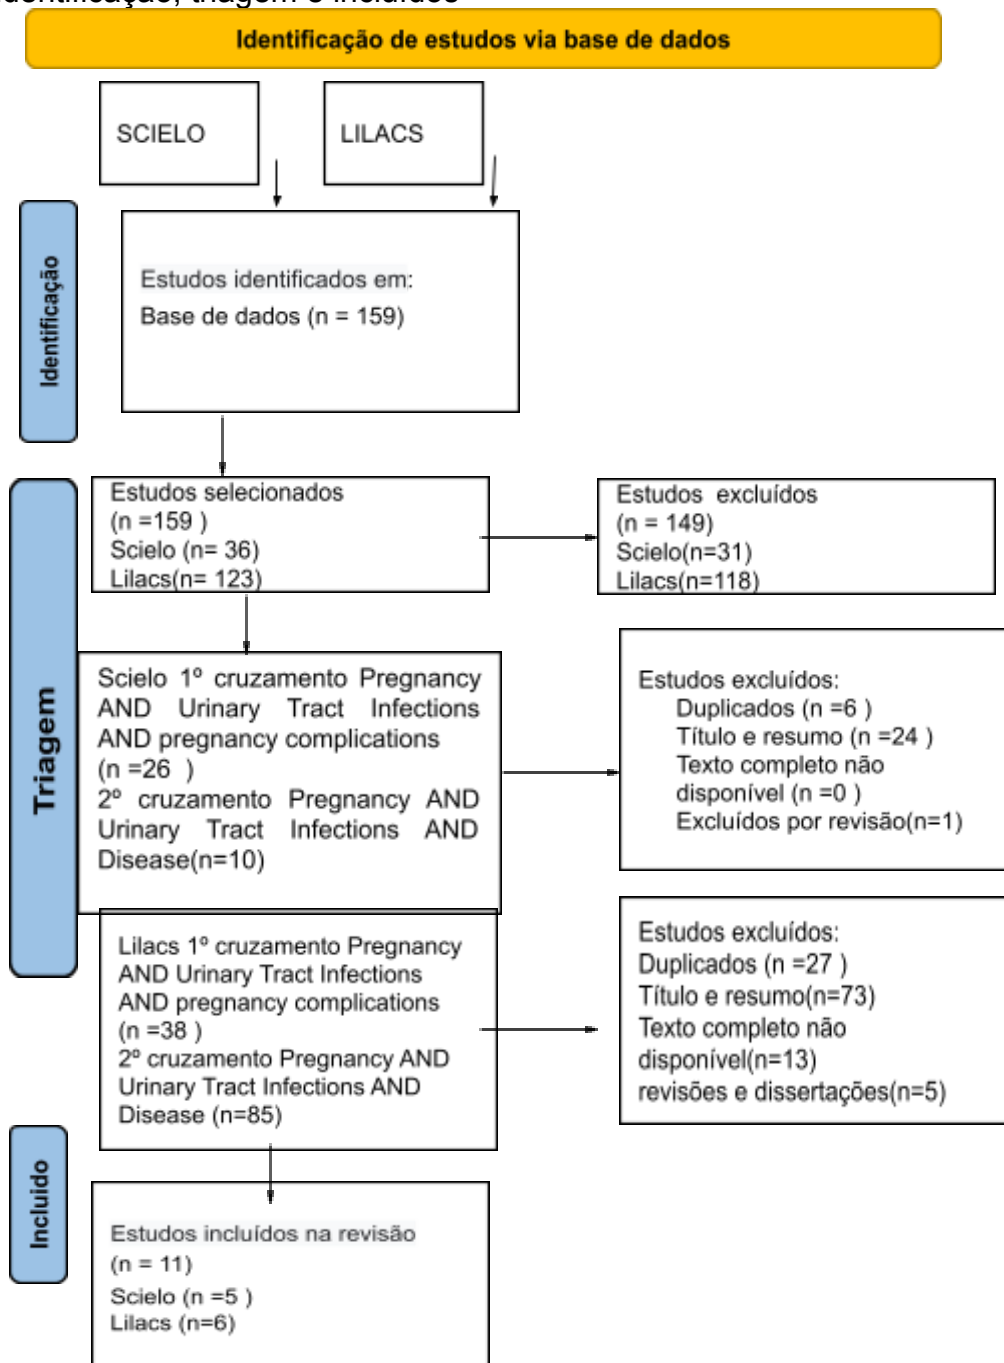 identificação, triagem e incluídos
Identificação de estudos via base de dados
SCIELO
LILACS
Identificação
Estudos identificados em:
Base de dados (n = 159)
Triagem
Estudos selecionados
(n =159 )
Scielo (n= 36)
Lilacs(n= 123)
Estudos excluídos
(n = 149)
Scielo(n=31)
Lilacs(n=118)
Scielo 1º cruzamento Pregnancy
AND Urinary Tract Infections
AND pregnancy complications
(n =26 )
2º cruzamento Pregnancy AND
Urinary Tract Infections AND
Disease(n=10)
Estudos excluídos:
Duplicados (n =6 )
Título e resumo (n =24 )
Texto completo não
disponível (n =0 )
Excluídos por revisão(n=1)
Lilacs 1º cruzamento Pregnancy
AND Urinary Tract Infections
AND pregnancy complications
(n =38 )
2º cruzamento Pregnancy AND
Urinary Tract Infections AND
Disease (n=85)
Estudos excluídos:
Duplicados (n =27 )
Título e resumo(n=73)
Texto completo não
disponível(n=13)
revisões e dissertações(n=5)
Incluido
Estudos incluídos na revisão
(n = 11)
Scielo (n =5 )
Lilacs (n=6)